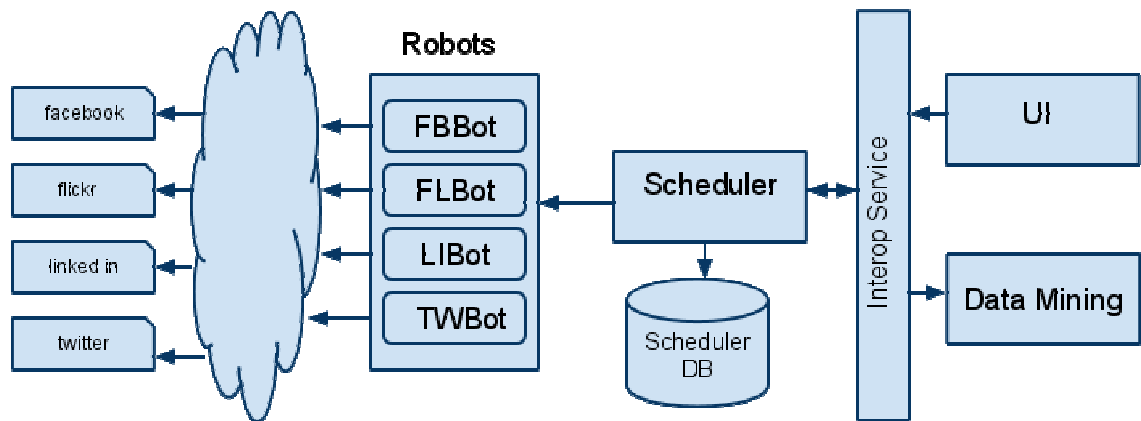 Robots
facebook
flickr
linked in
twitter
FBBot
FLBot
LIBot
TWBot
Scheduler
Scheduler
DB
Interop Service
UI
Data Mining